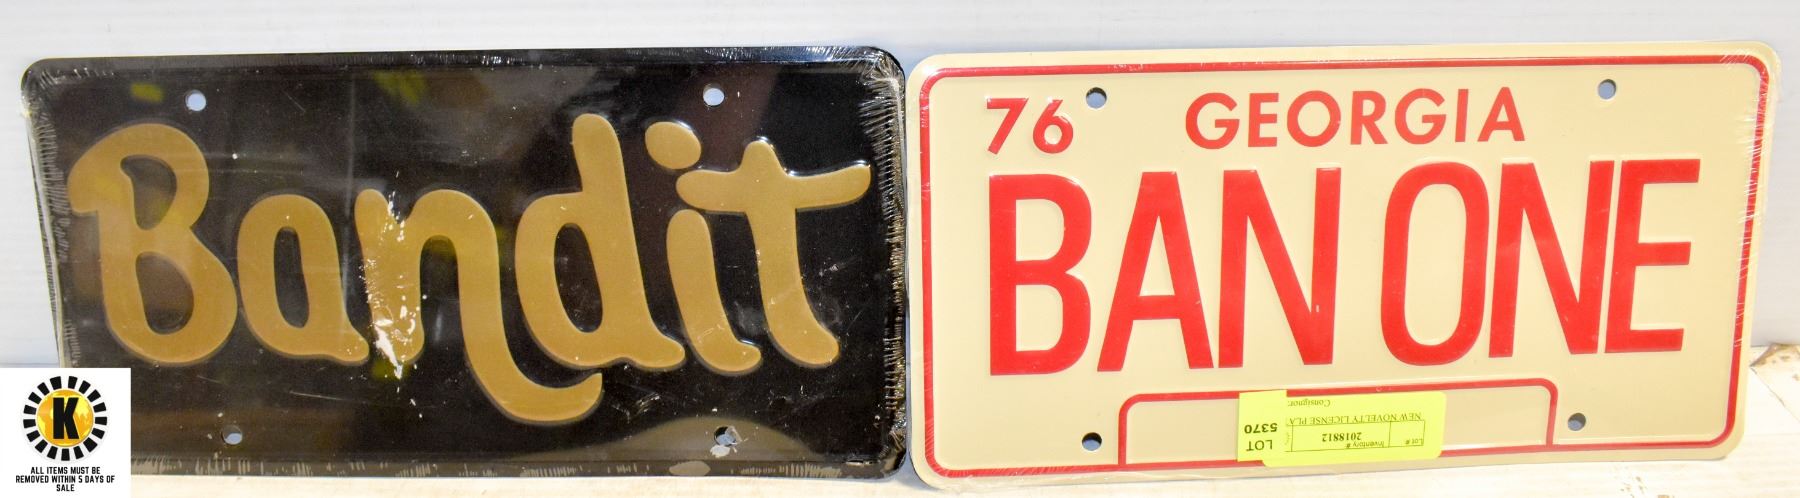 Bandit
76 GEORGIA
BAN ONE
LOT
5370
Lot #
Inventory #
2018812
NEW NOVELTY LICENSE PLA
Consignor:
K
ALL ITEMS MUST BE
REMOVED WITHIN 5 DAYS OF
SALE